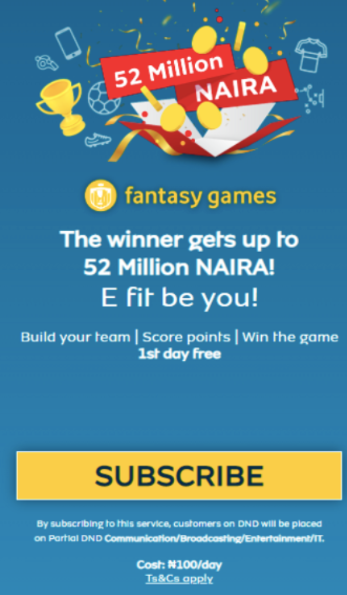 52 Million
NAIRA
fantasy games
The winner gets up to
52 Million NAIRA!
E fit be you!
Build your team | Score points | Win the game
1st day free
SUBSCRIBE
By subscribing to this service, customers on DND will be placed
on Partial DND Communication/Broadcasting/Entertainment/IT.
Cost: ₦100/day
Ts&Cs apply